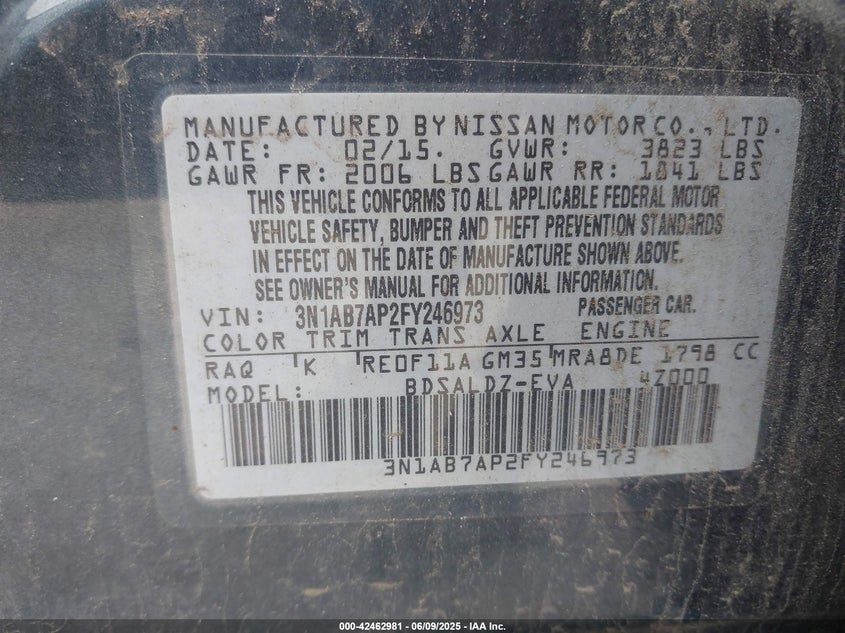 MANUFACTURED BY NISSAN MOTOR CO., LTD.
DATE: 02/15. GVWR: 3823 LBS
GAWR FR: 2006 LBS GAWR RR: 1841 LBS
THIS VEHICLE CONFORMS TO ALL APPLICABLE FEDERAL MOTOR
VEHICLE SAFETY, BUMPER AND THEFT PREVENTION STANDARDS
IN EFFECT ON THE DATE OF MANUFACTURE SHOWN ABOVE.
SEE OWNER'S MANUAL FOR ADDITIONAL INFORMATION.
VIN: 3N1AB7AP2FY246973 PASSENGER CAR.
COLOR TRIM TRANS AXLE ENGINE
RAQ K RE0F11A GM35 MRA8DE 1798 CC
MODEL: BDSALDZ-EVA 4Z000
3N1AB7AP2FY246973
000-42462981 - 06/09/2025 - IAA Inc.